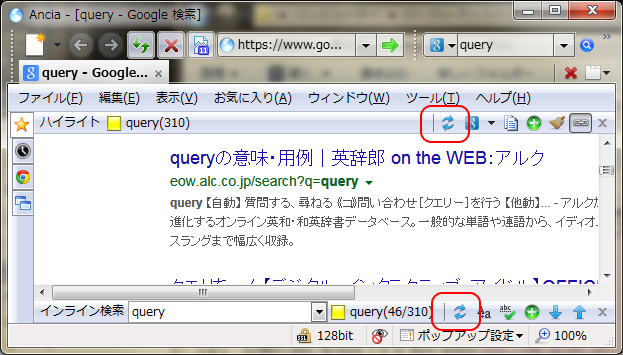 Ancia - [query - Google 検索]
https://www.go... query
query - Google...
ファイル(F) 編集(E) 表示(V) お気に入り(A) ウィンドウ(W) ツール(T) ヘルプ(H)
ハイライト query(310)
queryの意味・用例｜英辞郎 on the WEB：アルク
eow.alc.co.jp/search?q=query
query 【自動】 質問する、尋ねる 《コ》問い合わせ[クエリー]を行う 【他動】... - アルクが
進化するオンライン英和・和英辞書データベース。一般的な単語や連語から、イディオ
スラングまで幅広く収録。
インライン検索 query query(46/310) Aa abc
128bit ポップアップ設定 100%